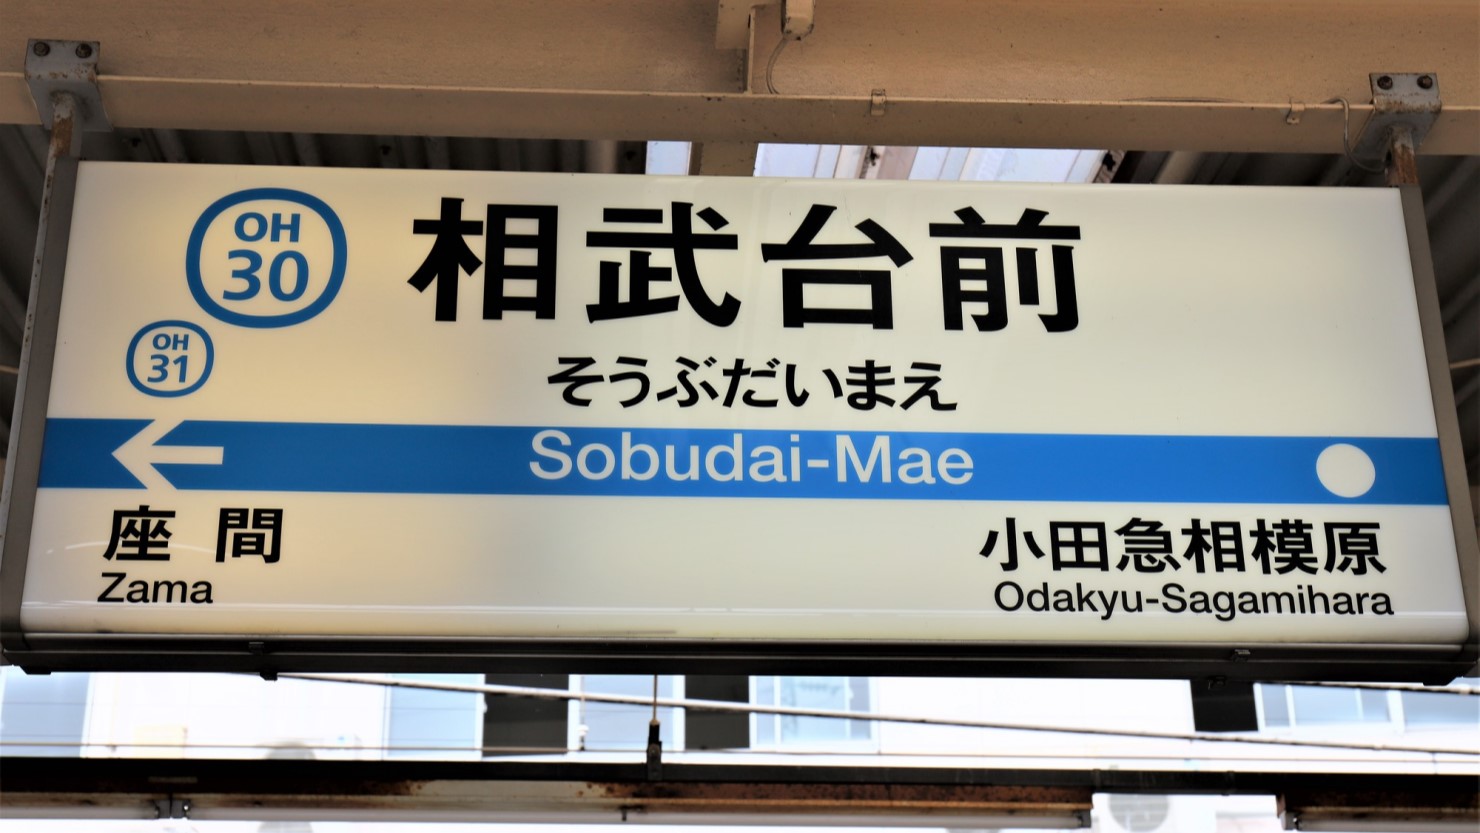 OH
30
相武台前
OH
31
そうぶだいまえ
Sobudai-Mae
座間
Zama
小田急相模原
Odakyu-Sagamihara